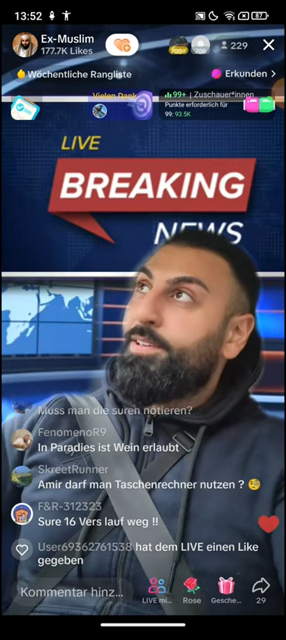 13:52
87
Ex-Muslim
177.7K Likes
229
Wöchentliche Rangliste
Erkunden >
Vielen Dank
99+ | Zuschauer*innen
Punkte erforderlich für
99: 93.5K
LIVE
BREAKING
NEWS
Muss man die suren notieren?
FenomenoR9
In Paradies ist Wein erlaubt
SkreetRunner
Amir darf man Taschenrechner nutzen ? 🧐
F&R-312323
Sure 16 Vers lauf weg !!
User69362761538 hat dem LIVE einen Like
gegeben
Kommentar hinz...
LIVE mi...
Rose
Gesche...
29